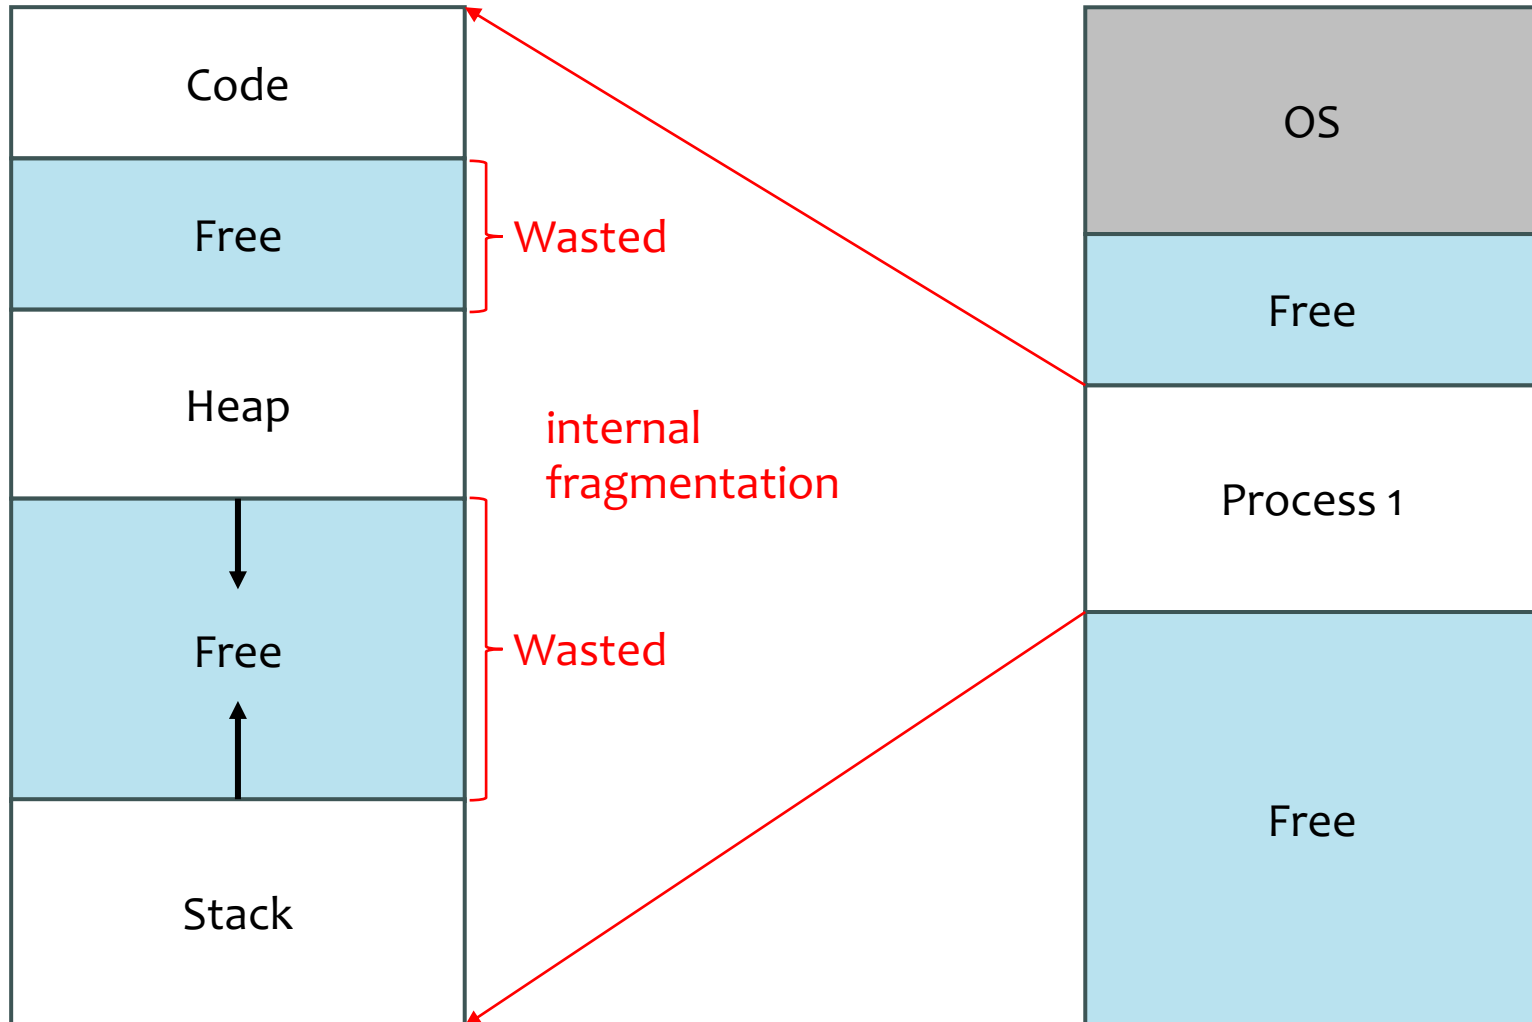 Code
Free
Wasted
Heap
internal
fragmentation
Free
Wasted
Stack
OS
Free
Process 1
Free